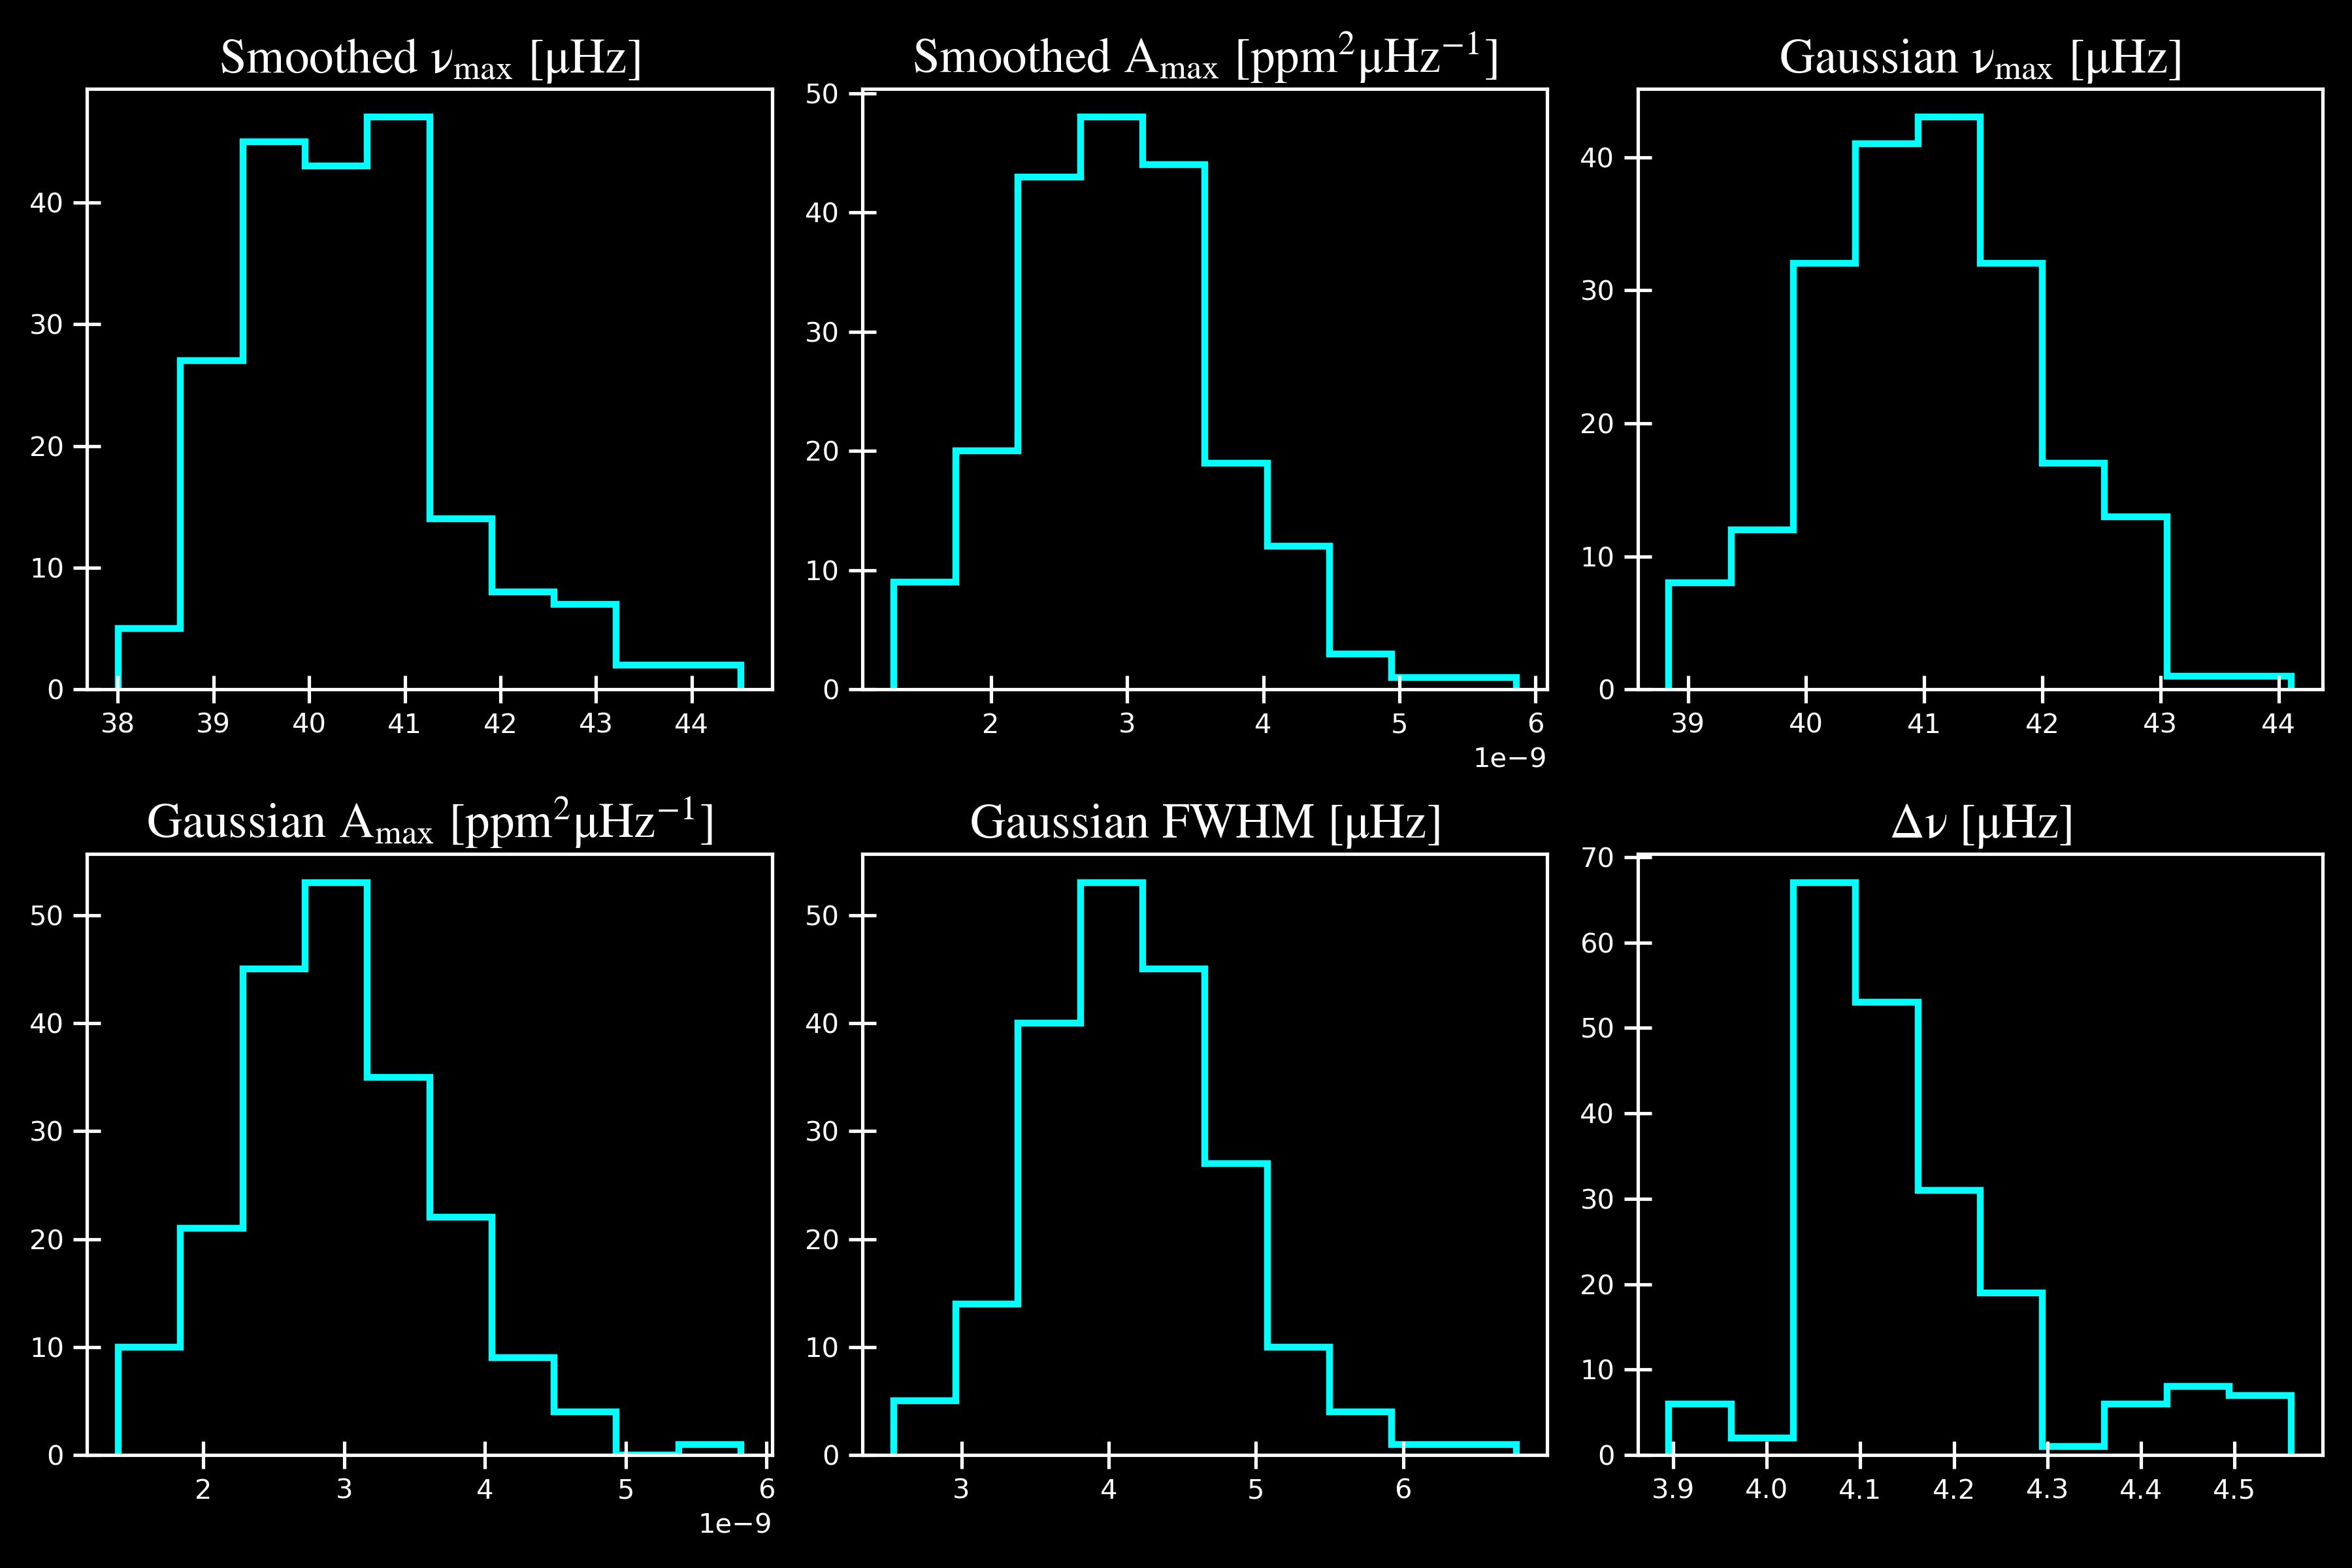 Smoothed ν_max [μHz]
50
40
30
20
10
0
38 39 40 41 42 43 44
Smoothed A_max [ppm²μHz⁻¹]
50
40
30
20
10
0
2 3 4 5 6
1e−9
Gaussian ν_max [μHz]
40
30
20
10
0
39 40 41 42 43 44
Gaussian A_max [ppm²μHz⁻¹]
50
40
30
20
10
0
2 3 4 5 6
1e−9
Gaussian FWHM [μHz]
50
40
30
20
10
0
3 4 5 6
Δν [μHz]
70
60
50
40
30
20
10
0
3.9 4.0 4.1 4.2 4.3 4.4 4.5